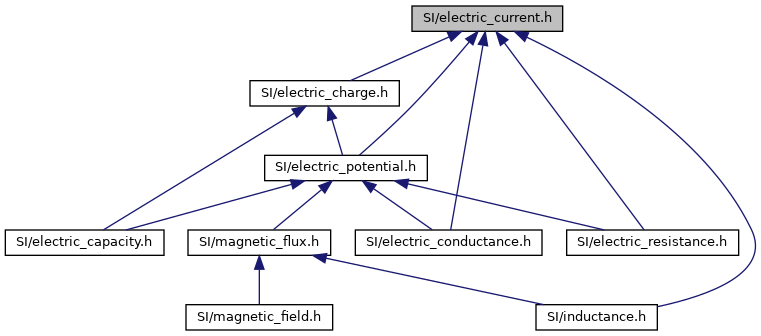 SI/electric_current.h
SI/electric_charge.h
SI/electric_potential.h
SI/electric_capacity.h
SI/magnetic_flux.h
SI/electric_conductance.h
SI/electric_resistance.h
SI/magnetic_field.h
SI/inductance.h